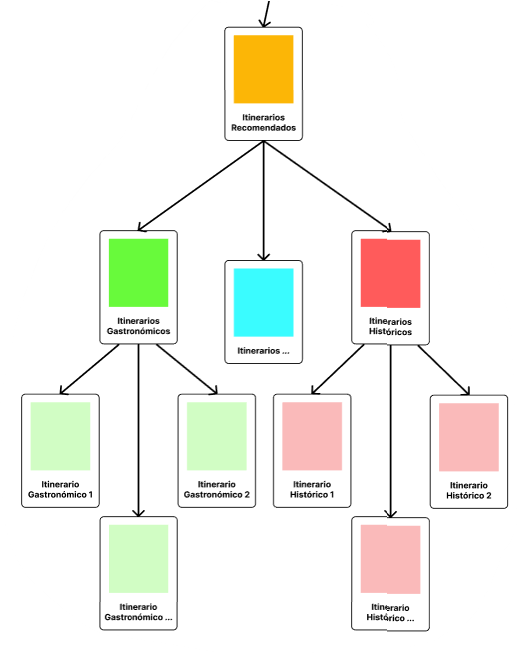 Itinerarios
Recomendados
Itinerarios
Gastronómicos
Itinerarios ...
Itinerarios
Históricos
Itinerario
Gastronómico 1
Itinerario
Gastronómico 2
Itinerario
Histórico 1
Itinerario
Histórico 2
Itinerario
Gastronómico ...
Itinerario
Histórico ...